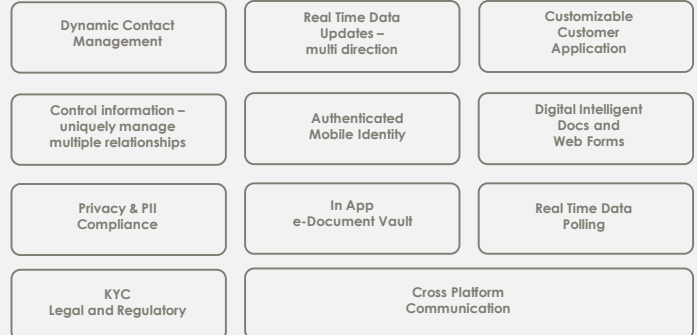 Dynamic Contact
Management
Real Time Data
Updates –
multi direction
Customizable
Customer
Application
Control information –
uniquely manage
multiple relationships
Authenticated
Mobile Identity
Digital Intelligent
Docs and
Web Forms
Privacy & PII
Compliance
In App
e-Document Vault
Real Time Data
Polling
KYC
Legal and Regulatory
Cross Platform
Communication